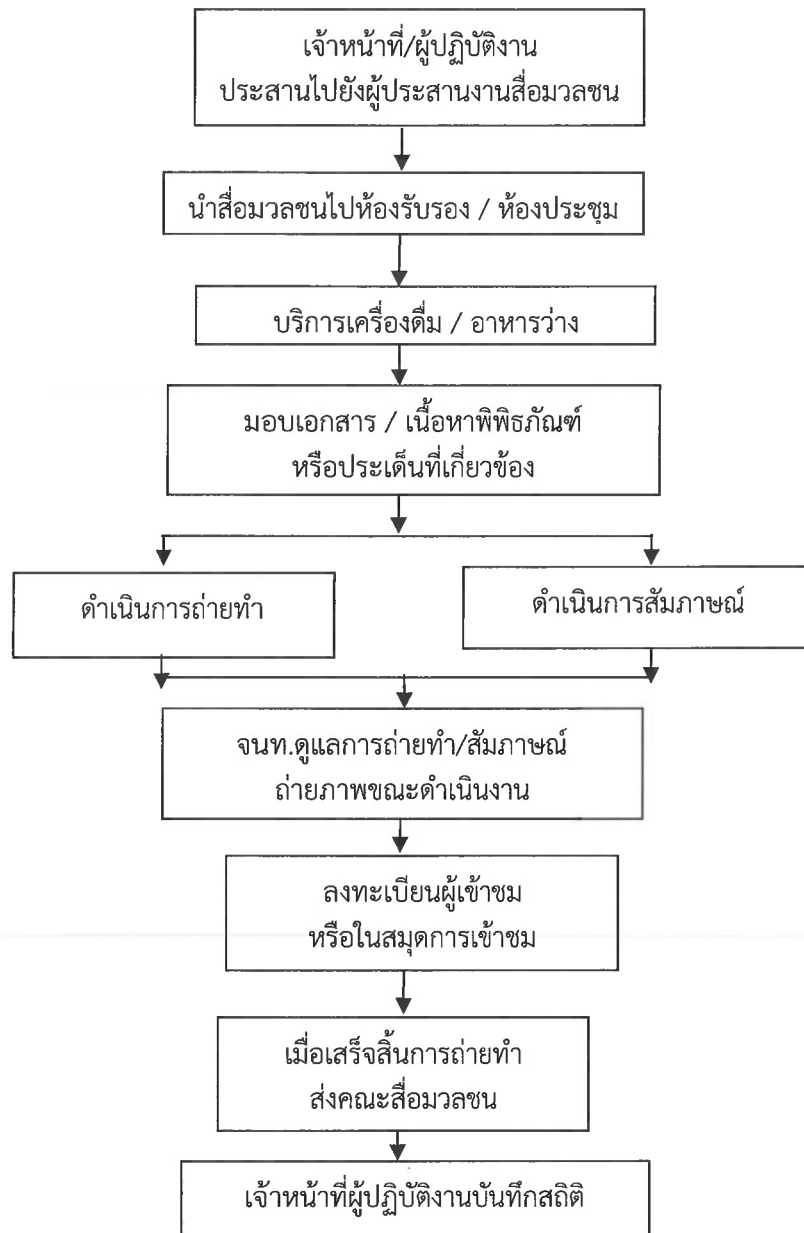 เจ้าหน้าที่/ผู้ปฏิบัติงาน
ประสานไปยังผู้ประสานงานสื่อมวลชน
นำสื่อมวลชนไปห้องรับรอง / ห้องประชุม
บริการเครื่องดื่ม / อาหารว่าง
มอบเอกสาร / เนื้อหาพิพิธภัณฑ์
หรือประเด็นที่เกี่ยวข้อง
ดำเนินการถ่ายทำ
ดำเนินการสัมภาษณ์
จนท.ดูแลการถ่ายทำ/สัมภาษณ์
ถ่ายภาพขณะดำเนินงาน
ลงทะเบียนผู้เข้าชม
หรือในสมุดการเข้าชม
เมื่อเสร็จสิ้นการถ่ายทำ
ส่งคณะสื่อมวลชน
เจ้าหน้าที่ผู้ปฏิบัติงานบันทึกสถิติ